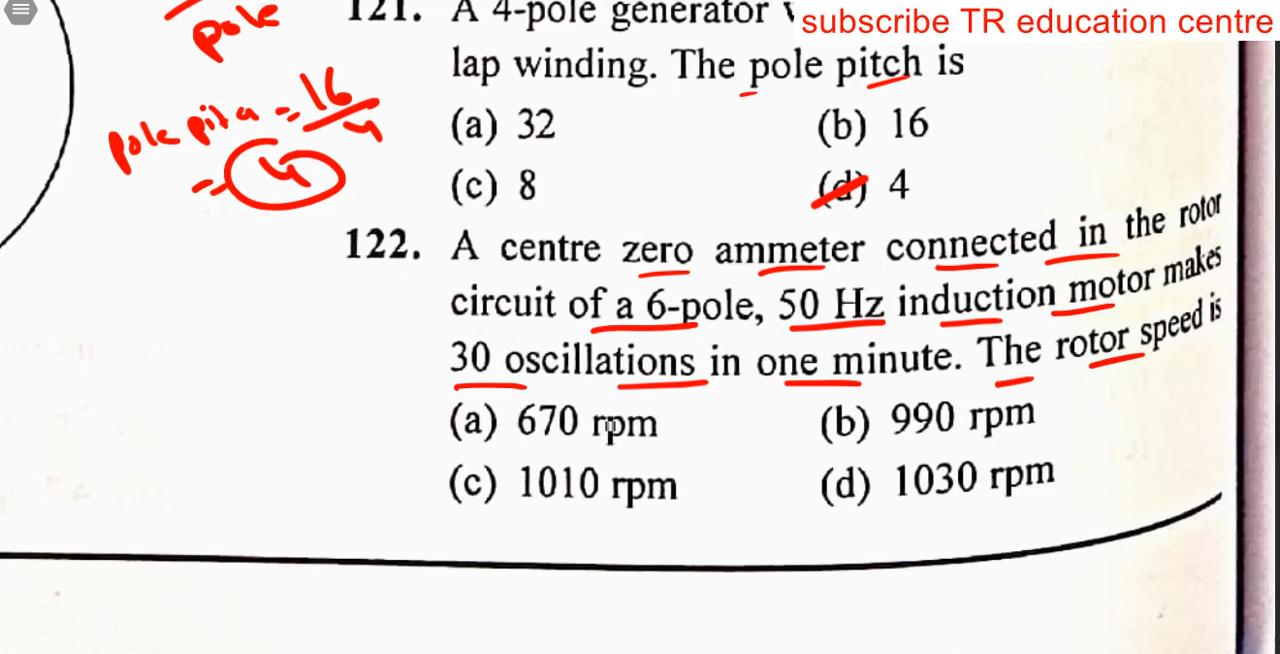 pole
121. A 4-pole generator
subscribe TR education centre
lap winding. The pole pitch is
pole pitch = 16/4
= 4
(a) 32 (b) 16
(c) 8 (d) 4
122. A centre zero ammeter connected in the rotor
circuit of a 6-pole, 50 Hz induction motor makes
30 oscillations in one minute. The rotor speed is
(a) 670 rpm (b) 990 rpm
(c) 1010 rpm (d) 1030 rpm